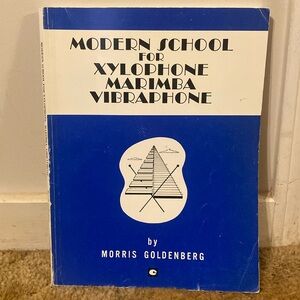 MODERN SCHOOL
FOR
XYLOPHONE
MARIMBA
VIBRAPHONE
by
MORRIS GOLDENBERG